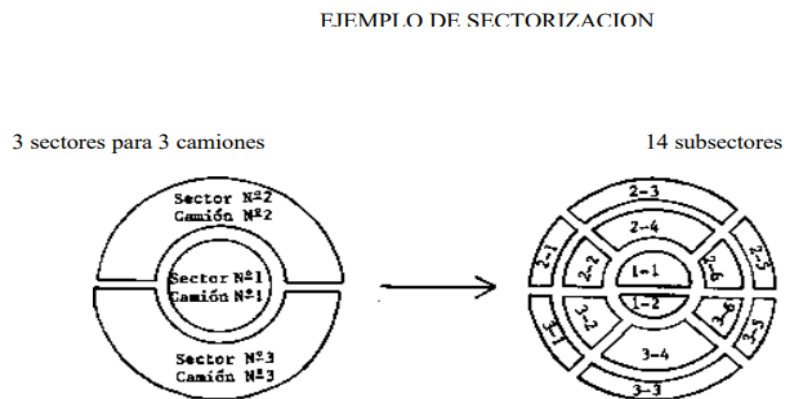 EJEMPLO DE SECTORIZACION
3 sectores para 3 camiones
14 subsectores
Sector Nº2
Camión Nº2
Sector Nº1
Camión Nº1
Sector Nº3
Camión Nº3
2-3
2-4
2-1
2-2
1-1
2-6
2-5
1-2
3-1
3-2
3-6
3-5
3-4
3-3